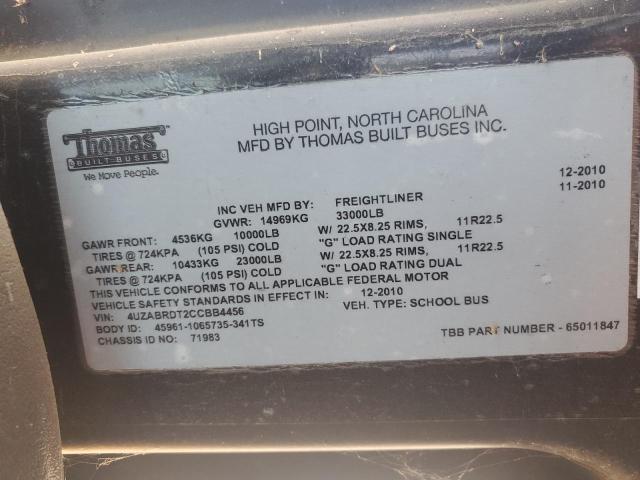 Thomas
BUILT BUSES
We Move People.
HIGH POINT, NORTH CAROLINA
MFD BY THOMAS BUILT BUSES INC.
12-2010
INC VEH MFD BY: FREIGHTLINER 11-2010
GVWR: 14969KG 33000LB
GAWR FRONT: 4536KG 10000LB W/ 22.5X8.25 RIMS, 11R22.5
TIRES @ 724KPA (105 PSI) COLD "G" LOAD RATING SINGLE
GAWR REAR: 10433KG 23000LB W/ 22.5X8.25 RIMS, 11R22.5
TIRES @ 724KPA (105 PSI) COLD "G" LOAD RATING DUAL
THIS VEHICLE CONFORMS TO ALL APPLICABLE FEDERAL MOTOR
VEHICLE SAFETY STANDARDS IN EFFECT IN: 12-2010
VIN: 4UZABRDT2CCBB4456 VEH. TYPE: SCHOOL BUS
BODY ID: 45961-1065735-341TS
CHASSIS ID NO: 71983 TBB PART NUMBER - 65011847